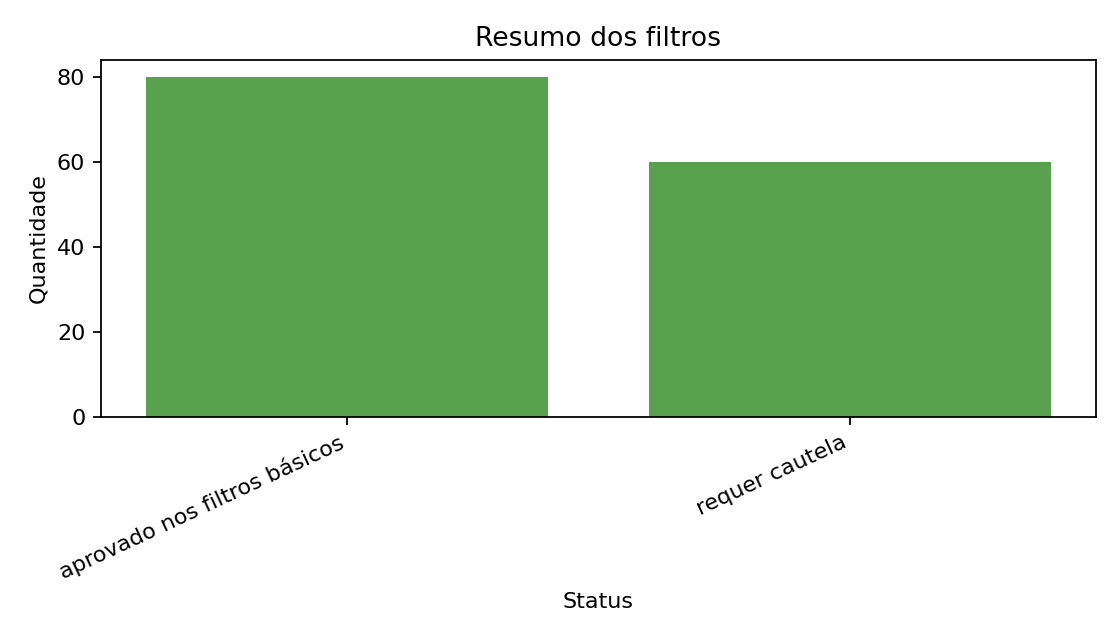 Resumo dos filtros
Quantidade
80
60
40
20
0
aprovado nos filtros básicos
requer cautela
Status